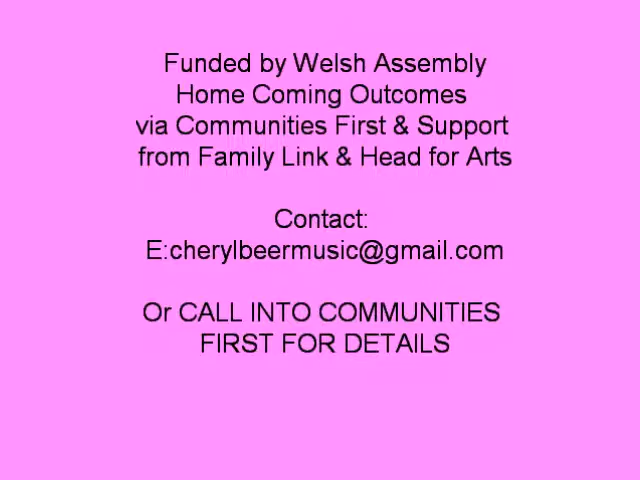 Funded by Welsh Assembly
Home Coming Outcomes
via Communities First & Support
from Family Link & Head for Arts
Contact:
E:cherylbeermusic@gmail.com
Or CALL INTO COMMUNITIES
FIRST FOR DETAILS